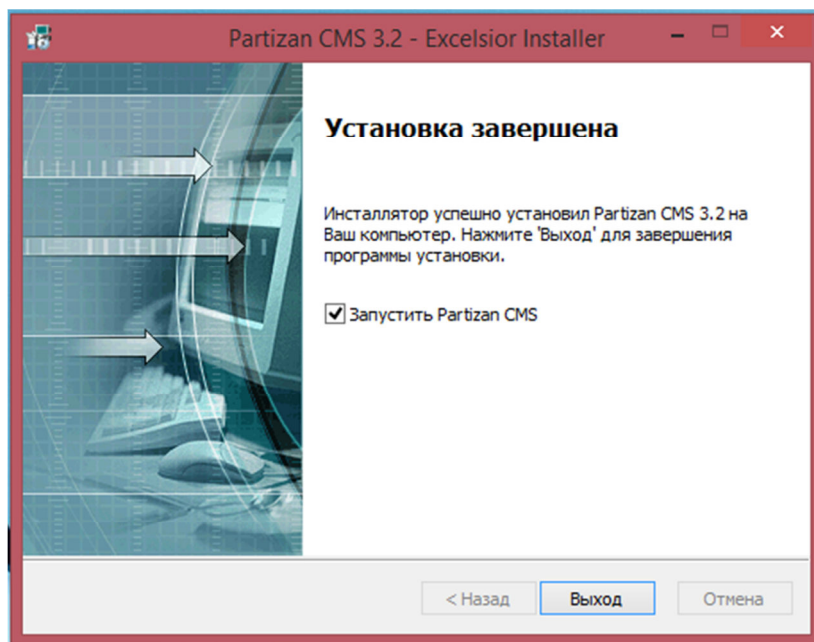 Partizan CMS 3.2 - Excelsior Installer
Установка завершена
Инсталлятор успешно установил Partizan CMS 3.2 на
Ваш компьютер. Нажмите 'Выход' для завершения
программы установки.
Запустить Partizan CMS
< Назад
Выход
Отмена